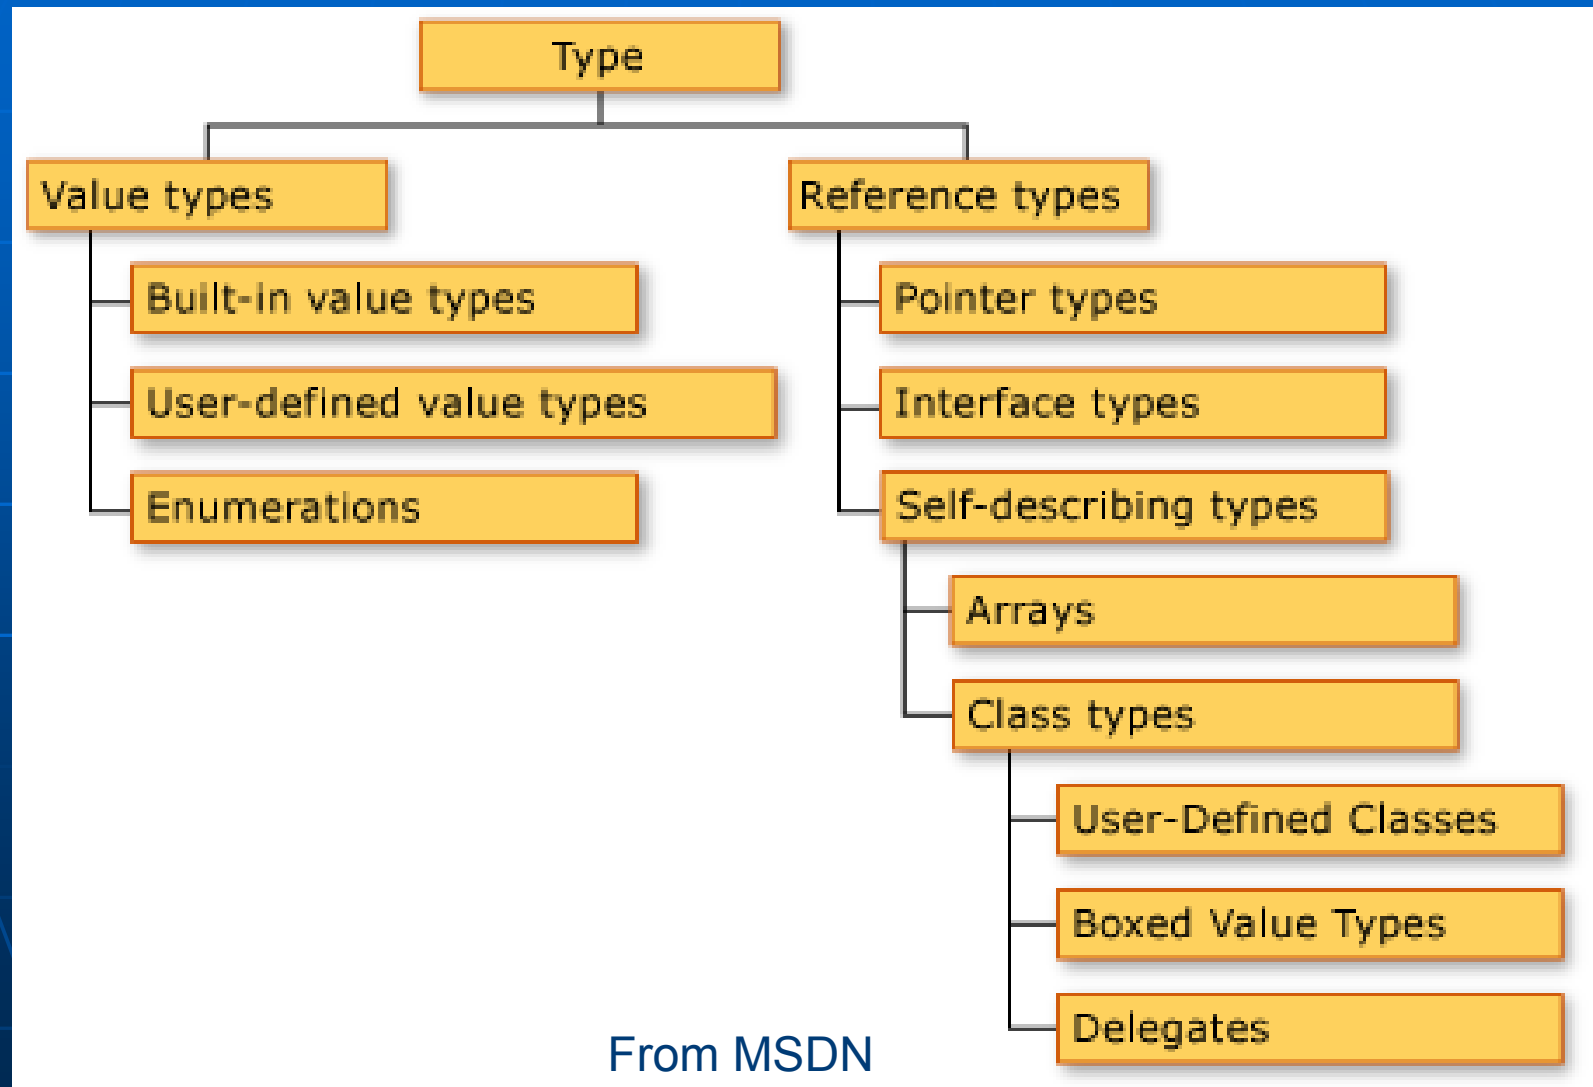 Type
Value types
Built-in value types
User-defined value types
Enumerations
Reference types
Pointer types
Interface types
Self-describing types
Arrays
Class types
User-Defined Classes
Boxed Value Types
Delegates
From MSDN